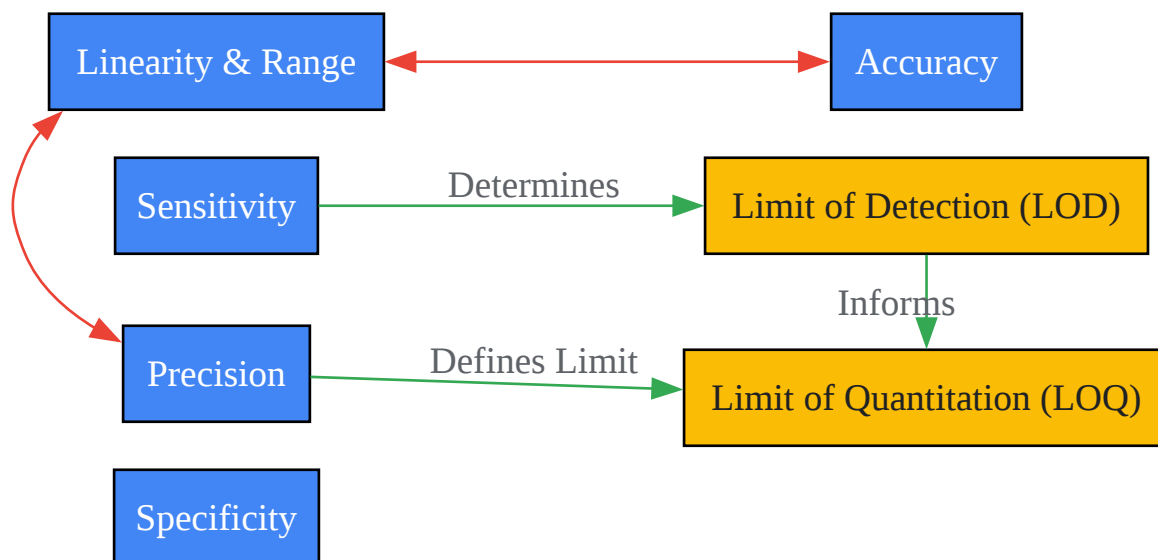 Linearity & Range
Accuracy
Sensitivity
Determines
Limit of Detection (LOD)
Informs
Precision
Defines Limit
Limit of Quantitation (LOQ)
Specificity